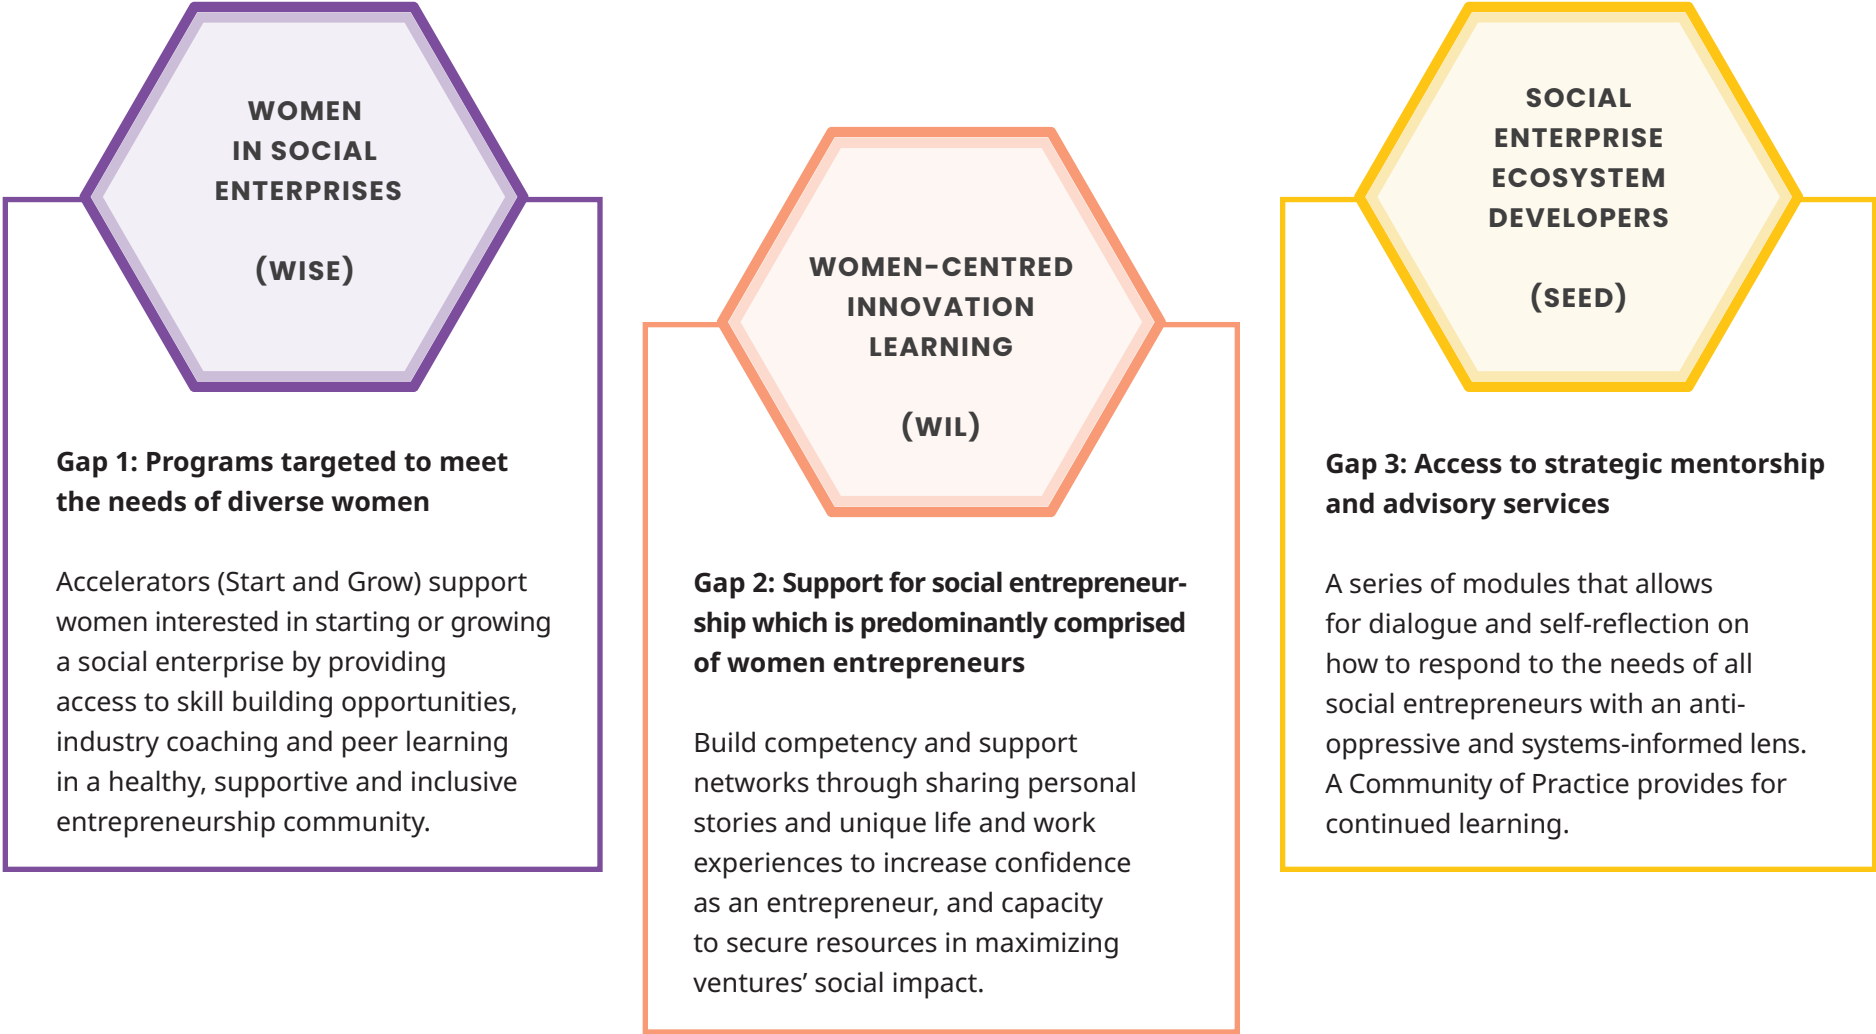 WOMEN
IN SOCIAL
ENTERPRISES
(WISE)
Gap 1: Programs targeted to meet
the needs of diverse women
Accelerators (Start and Grow) support
women interested in starting or growing
a social enterprise by providing
access to skill building opportunities,
industry coaching and peer learning
in a healthy, supportive and inclusive
entrepreneurship community.
WOMEN-CENTRED
INNOVATION
LEARNING
(WIL)
Gap 2: Support for social entrepreneur-
ship which is predominantly comprised
of women entrepreneurs
Build competency and support
networks through sharing personal
stories and unique life and work
experiences to increase confidence
as an entrepreneur, and capacity
to secure resources in maximizing
ventures’ social impact.
SOCIAL
ENTERPRISE
ECOSYSTEM
DEVELOPERS
(SEED)
Gap 3: Access to strategic mentorship
and advisory services
A series of modules that allows
for dialogue and self-reflection on
how to respond to the needs of all
social entrepreneurs with an anti-
oppressive and systems-informed lens.
A Community of Practice provides for
continued learning.